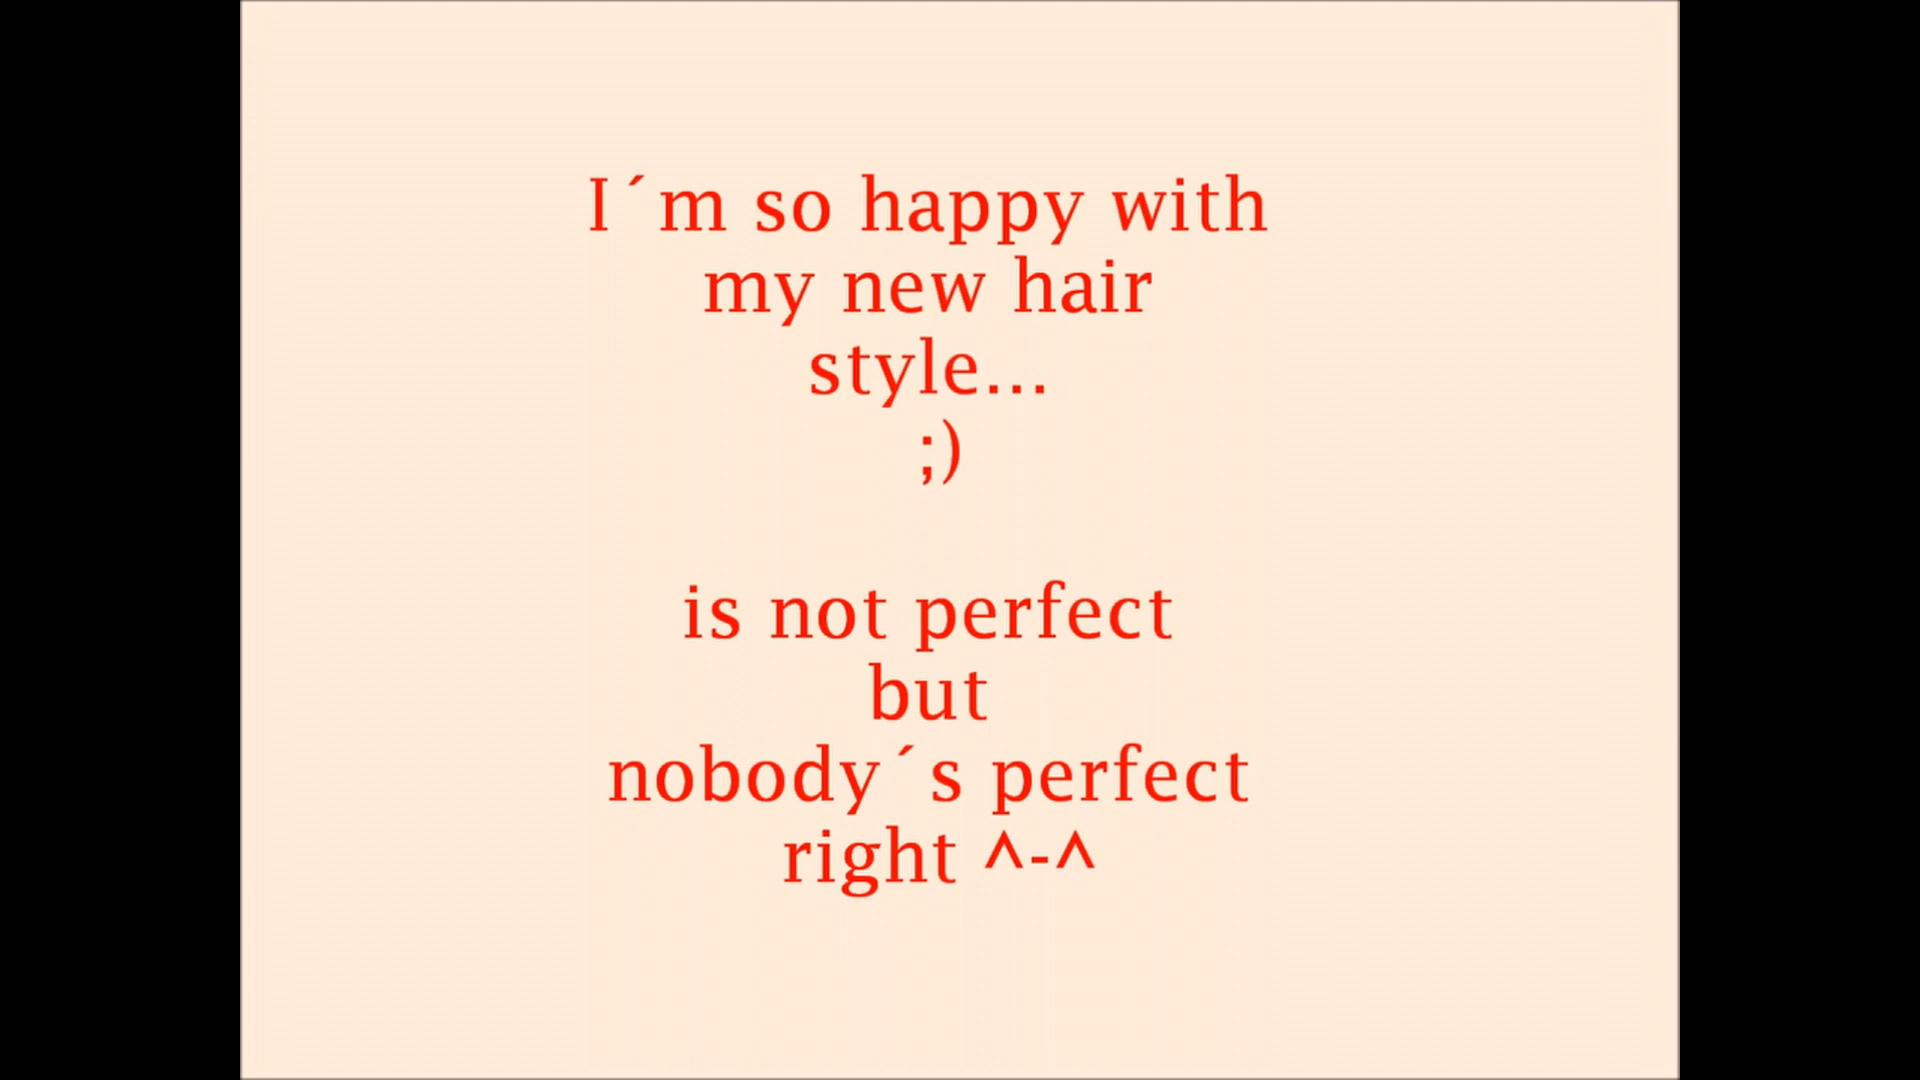 I´m so happy with
my new hair
style...
;)
is not perfect
but
nobody´s perfect
right ^-^